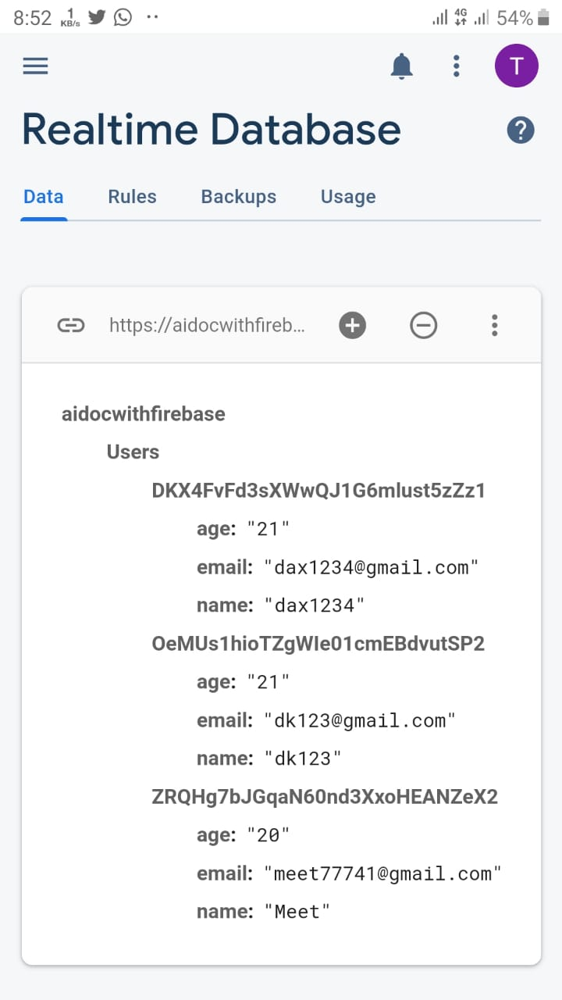 8:52 1 KB/s 4G 54%
T
Realtime Database ?
Data Rules Backups Usage
https://aidocwithfireb...
aidocwithfirebase
Users
DKX4FvFd3sXWwQJ1G6mlust5zZz1
age: "21"
email: "dax1234@gmail.com"
name: "dax1234"
OeMUs1hioTZgWIe01cmEBdvutSP2
age: "21"
email: "dk123@gmail.com"
name: "dk123"
ZRQHg7bJGqaN60nd3XxoHEANZeX2
age: "20"
email: "meet77741@gmail.com"
name: "Meet"